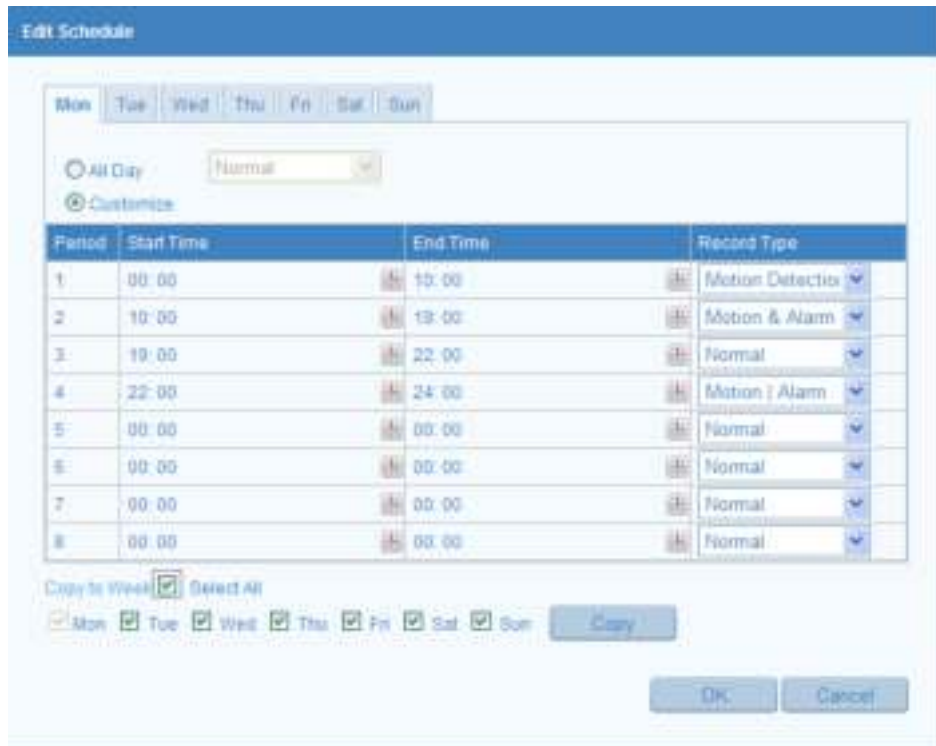 Edit Schedule
Mon Tue Wed Thu Fri Sat Sun
All Day Normal
Customize
Period Start Time End Time Record Type
1 00: 00 10: 00 Motion Detectio
2 10: 00 19: 00 Motion & Alarm
3 19: 00 22: 00 Normal
4 22: 00 24: 00 Motion | Alarm
5 00: 00 00: 00 Normal
6 00: 00 00: 00 Normal
7 00: 00 00: 00 Normal
8 00: 00 00: 00 Normal
Copy to Week Select All
Mon Tue Wed Thu Fri Sat Sun Copy
OK Cancel